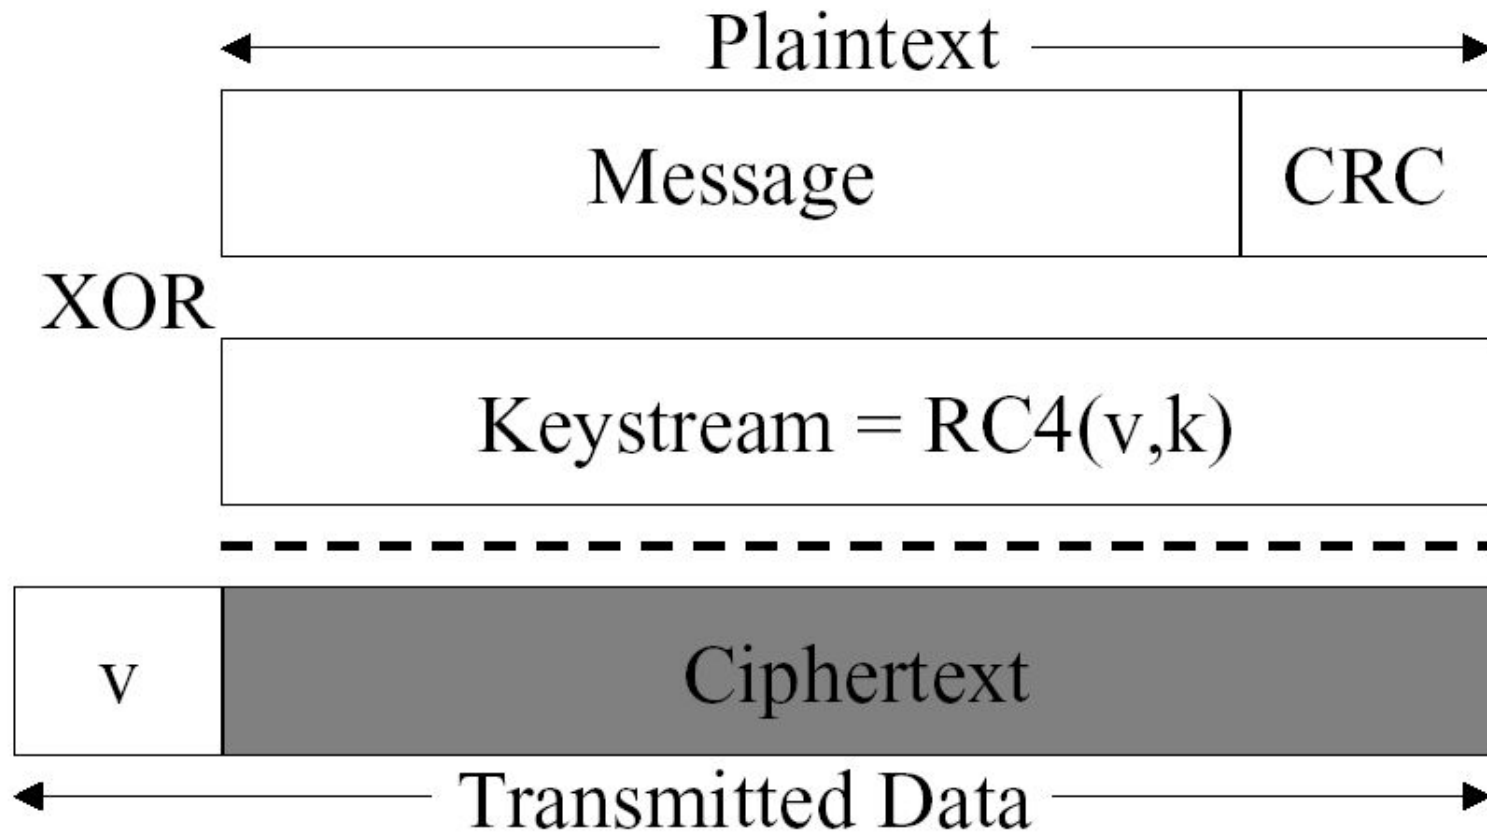 Plaintext
Message CRC
XOR
Keystream = RC4(v,k)
v Ciphertext
Transmitted Data